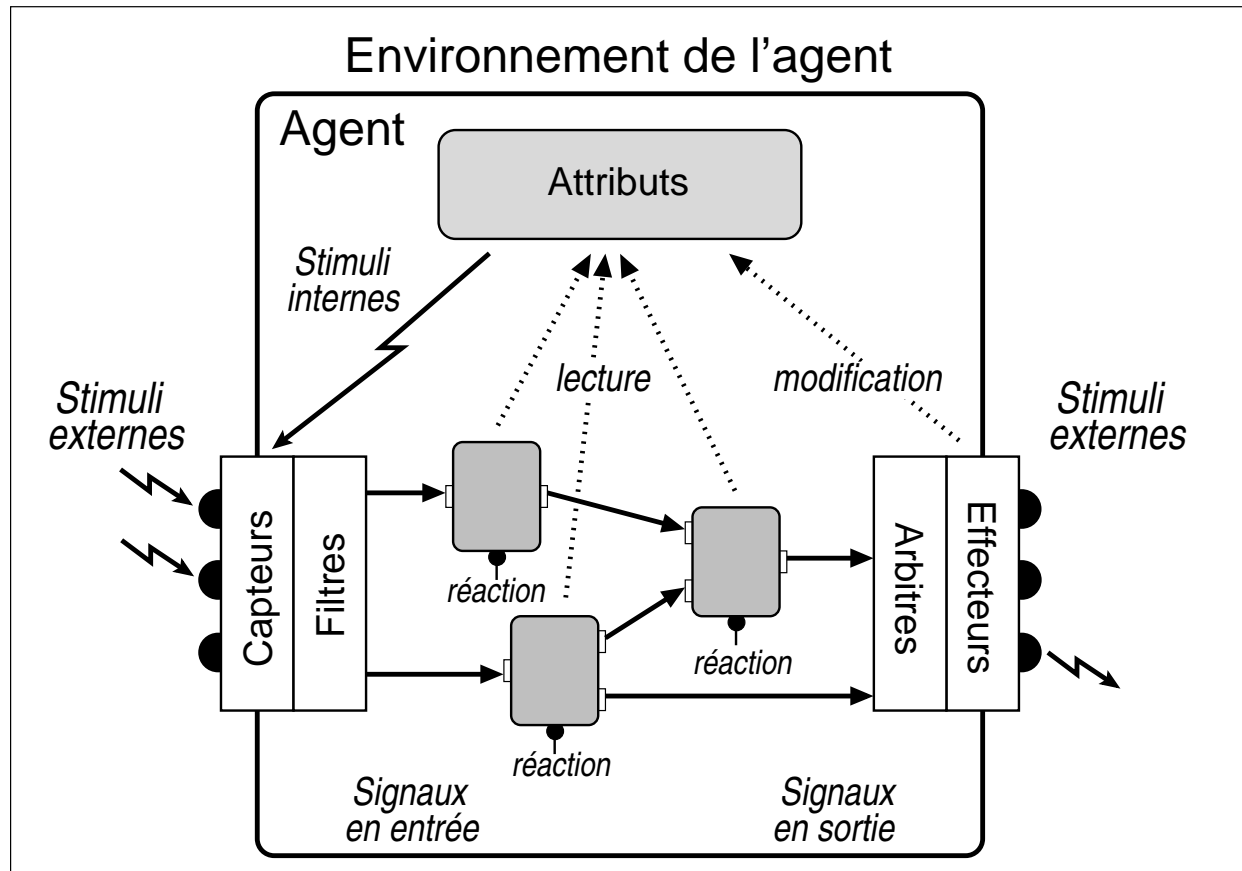 Environnement de l'agent
Agent
Attributs
Stimuli
internes
lecture
modification
Stimuli
externes
Stimuli
externes
Capteurs
Filtres
réaction
réaction
réaction
Arbitres
Effecteurs
Signaux
en entrée
Signaux
en sortie